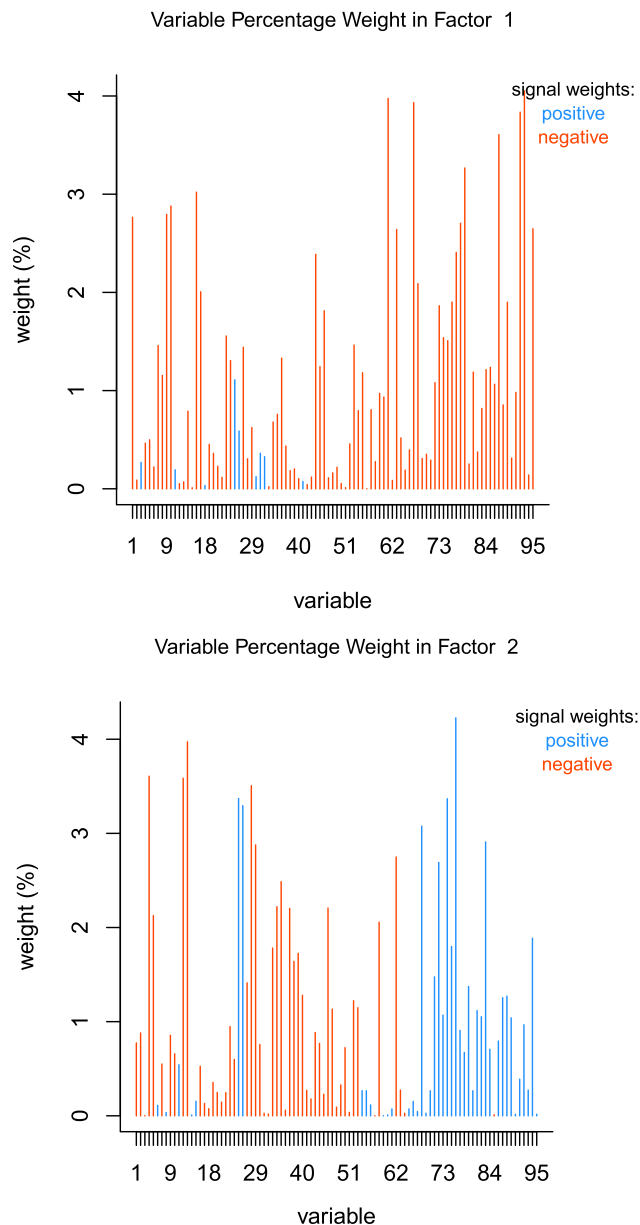 Variable Percentage Weight in Factor 1
signal weights:
positive
negative
weight (%)
4
3
2
1
0
1 9 18 29 40 51 62 73 84 95
variable
Variable Percentage Weight in Factor 2
signal weights:
positive
negative
weight (%)
4
3
2
1
0
1 9 18 29 40 51 62 73 84 95
variable